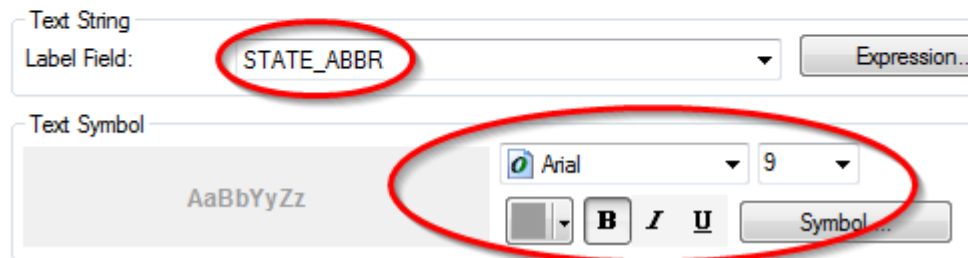 Text String
Label Field: STATE_ABBR Expression...
Text Symbol
AaBbYyZz
Arial 9
B I U Symbol...